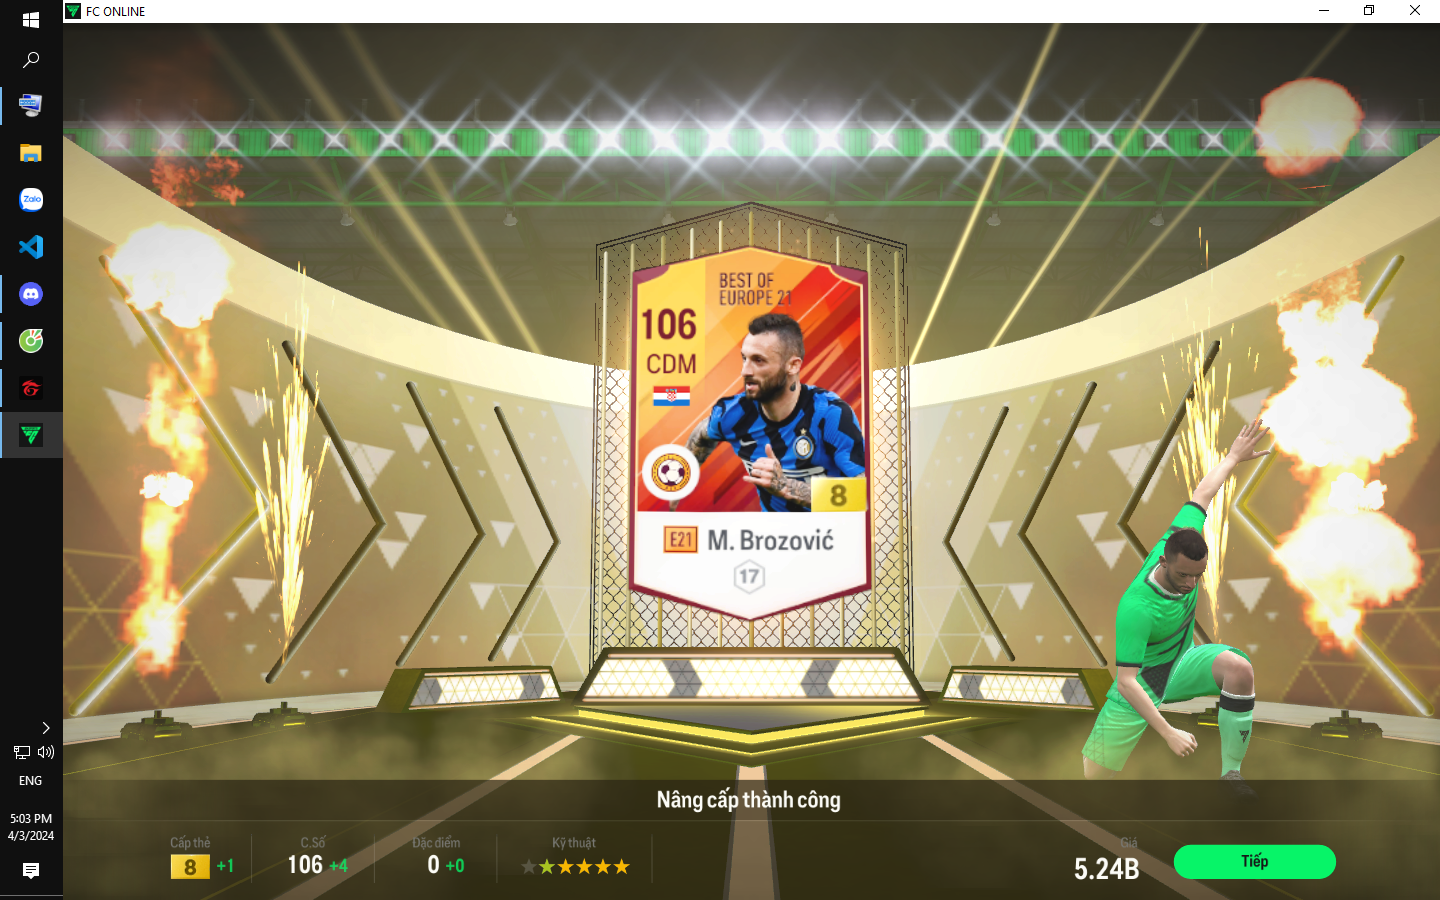 FC ONLINE
Zalo
BEST OF
EUROPE 21
106
CDM
8
E21 M. Brozović
17
Nâng cấp thành công
Cấp thẻ
8 +1
C.Số
106 +4
Đặc điểm
0 +0
Kỹ thuật
Giá
5.24B
Tiếp
ENG
5:03 PM
4/3/2024